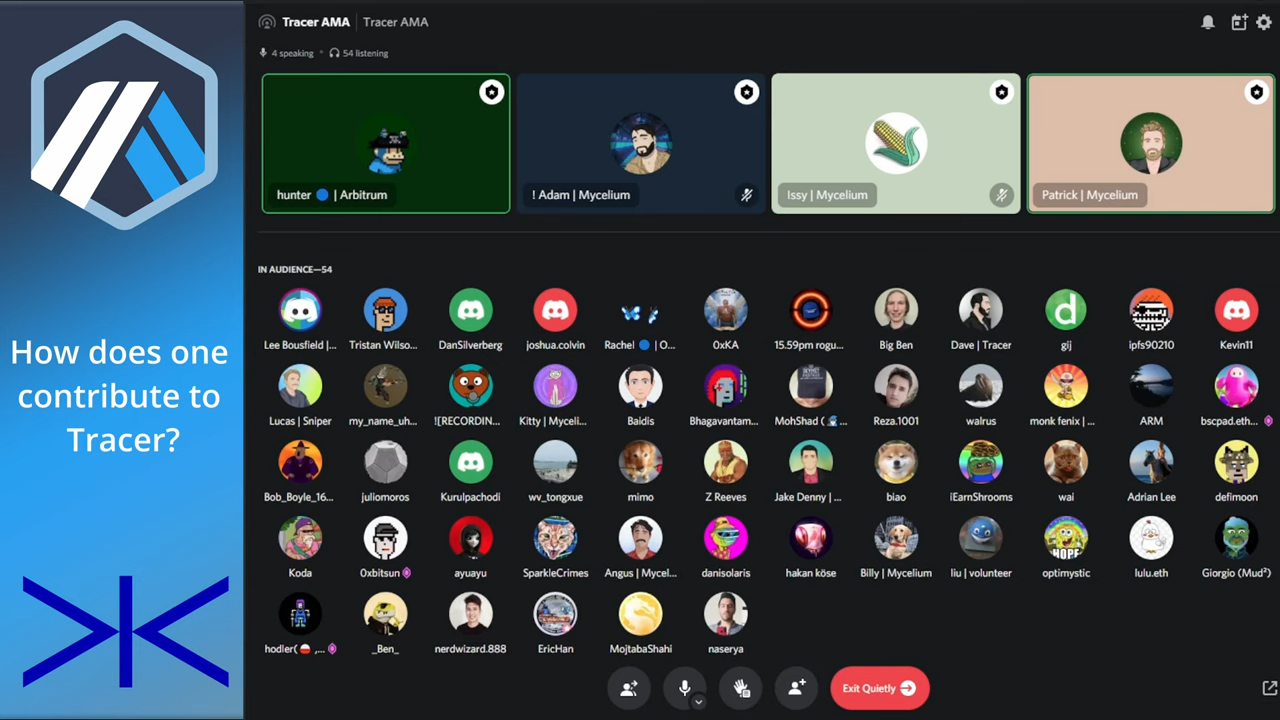 Tracer AMA | Tracer AMA
4 speaking • 54 listening
hunter 🔵 | Arbitrum
! Adam | Mycelium
Issy | Mycelium
Patrick | Mycelium
How does one
contribute to
Tracer?
IN AUDIENCE—54
Lee Bousfield |...
Tristan Wilso...
DanSilverberg
joshua.colvin
Rachel 🔵 | O...
0xKA
15.59pm rogu...
Big Ben
Dave | Tracer
gij
ipfs90210
Kevin11
Lucas | Sniper
my_name_uh...
![RECORDIN...
Kitty | Myceli...
Baidis
Bhagavantam...
MohShad (🧙...
Reza.1001
walrus
monk fenix | ...
ARM
bscpad.eth...
Bob_Boyle_16...
juliomoros
Kurulpachodi
wv_tongxue
mimo
Z Reeves
Jake Denny | ...
biao
iEarnShrooms
wai
Adrian Lee
defimoon
Koda
0xbitsun
ayuayu
SparkleCrimes
Angus | Mycel...
danisolaris
hakan köse
Billy | Mycelium
liu | volunteer
NOPE
optimystic
lulu.eth
Giorgio (Mud²)
hodler(🇵🇱 ,...
_Ben_
nerdwizard.888
EricHan
MojtabaShahi
naserya
Exit Quietly